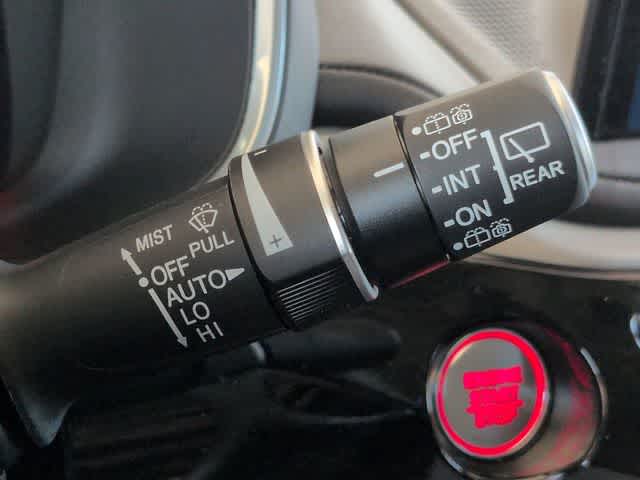 MIST
PULL
OFF
AUTO
LO
HI
- +
OFF
INT
ON
REAR